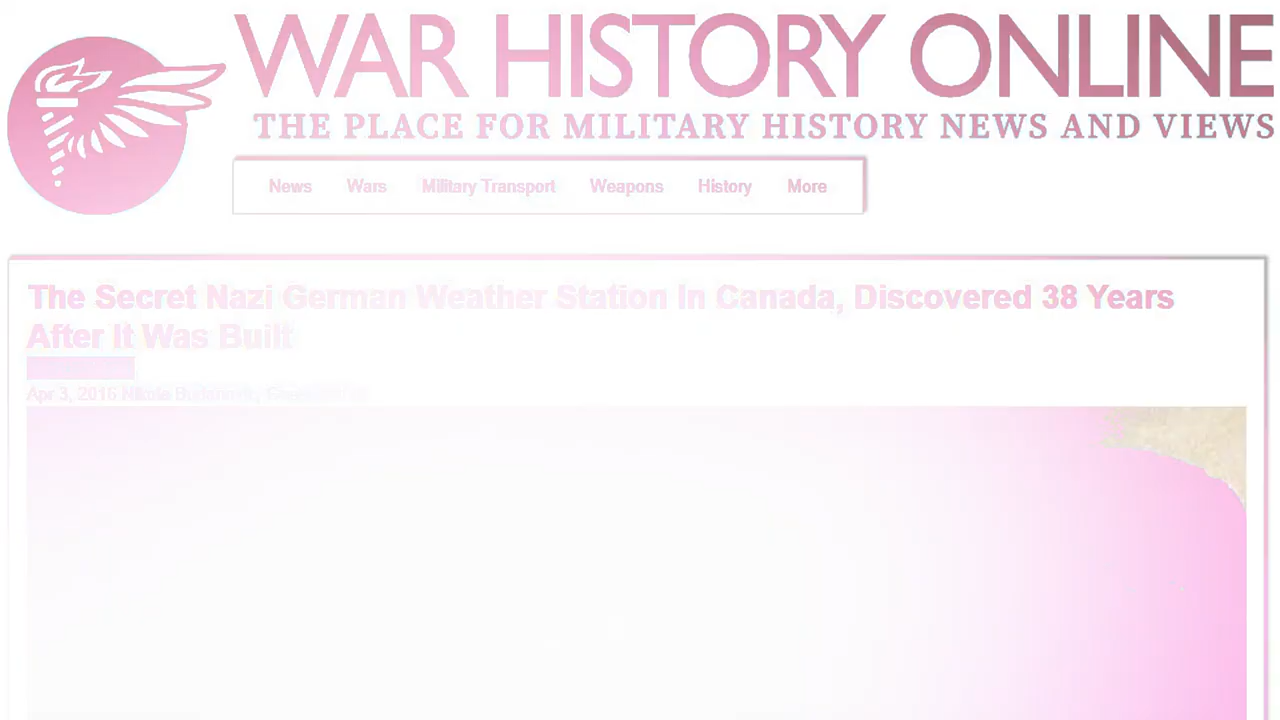 WAR HISTORY ONLINE
THE PLACE FOR MILITARY HISTORY NEWS AND VIEWS
News Wars Military Transport Weapons History More
The Secret Nazi German Weather Station In Canada, Discovered 38 Years
After It Was Built
Apr 3, 2016 Nikola